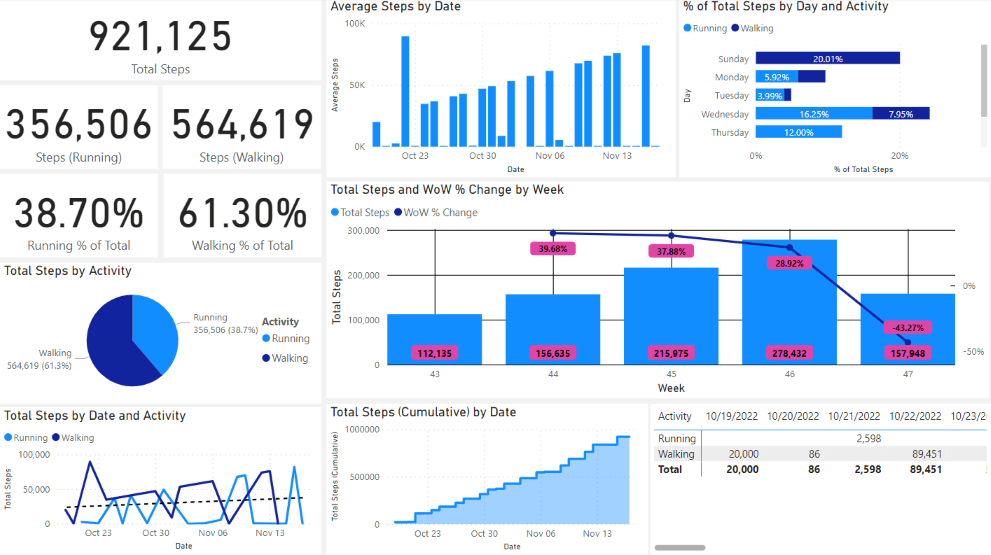 921,125
Total Steps
356,506
Steps (Running)
564,619
Steps (Walking)
38.70%
Running % of Total
61.30%
Walking % of Total
Total Steps by Activity
Running
356,506 (38.7%)
Walking
564,619 (61.3%)
Activity
Running
Walking
Total Steps by Date and Activity
Running Walking
Total Steps
100,000
50,000
0
Oct 23 Oct 30 Nov 06 Nov 13
Date
Average Steps by Date
Average Steps
100K
50K
0K
Oct 23 Oct 30 Nov 06 Nov 13
Date
% of Total Steps by Day and Activity
Running Walking
Day
Sunday 20.01%
Monday 5.92%
Tuesday 3.99%
Wednesday 16.25% 7.95%
Thursday 12.00%
0% 20%
% of Total Steps
Total Steps and WoW % Change by Week
Total Steps WoW % Change
Total Steps
300,000
200,000
100,000
0
39.68% 37.88% 28.92% -43.27%
112,135 156,635 215,975 278,432 157,948
0%
-50%
43 44 45 46 47
Week
Total Steps (Cumulative) by Date
Total Steps (Cumulative)
1000000
500000
0
Oct 23 Oct 30 Nov 06 Nov 13
Date
Activity 10/19/2022 10/20/2022 10/21/2022 10/22/2022 10/23/20
Running 2,598
Walking 20,000 86 89,451
Total 20,000 86 2,598 89,451